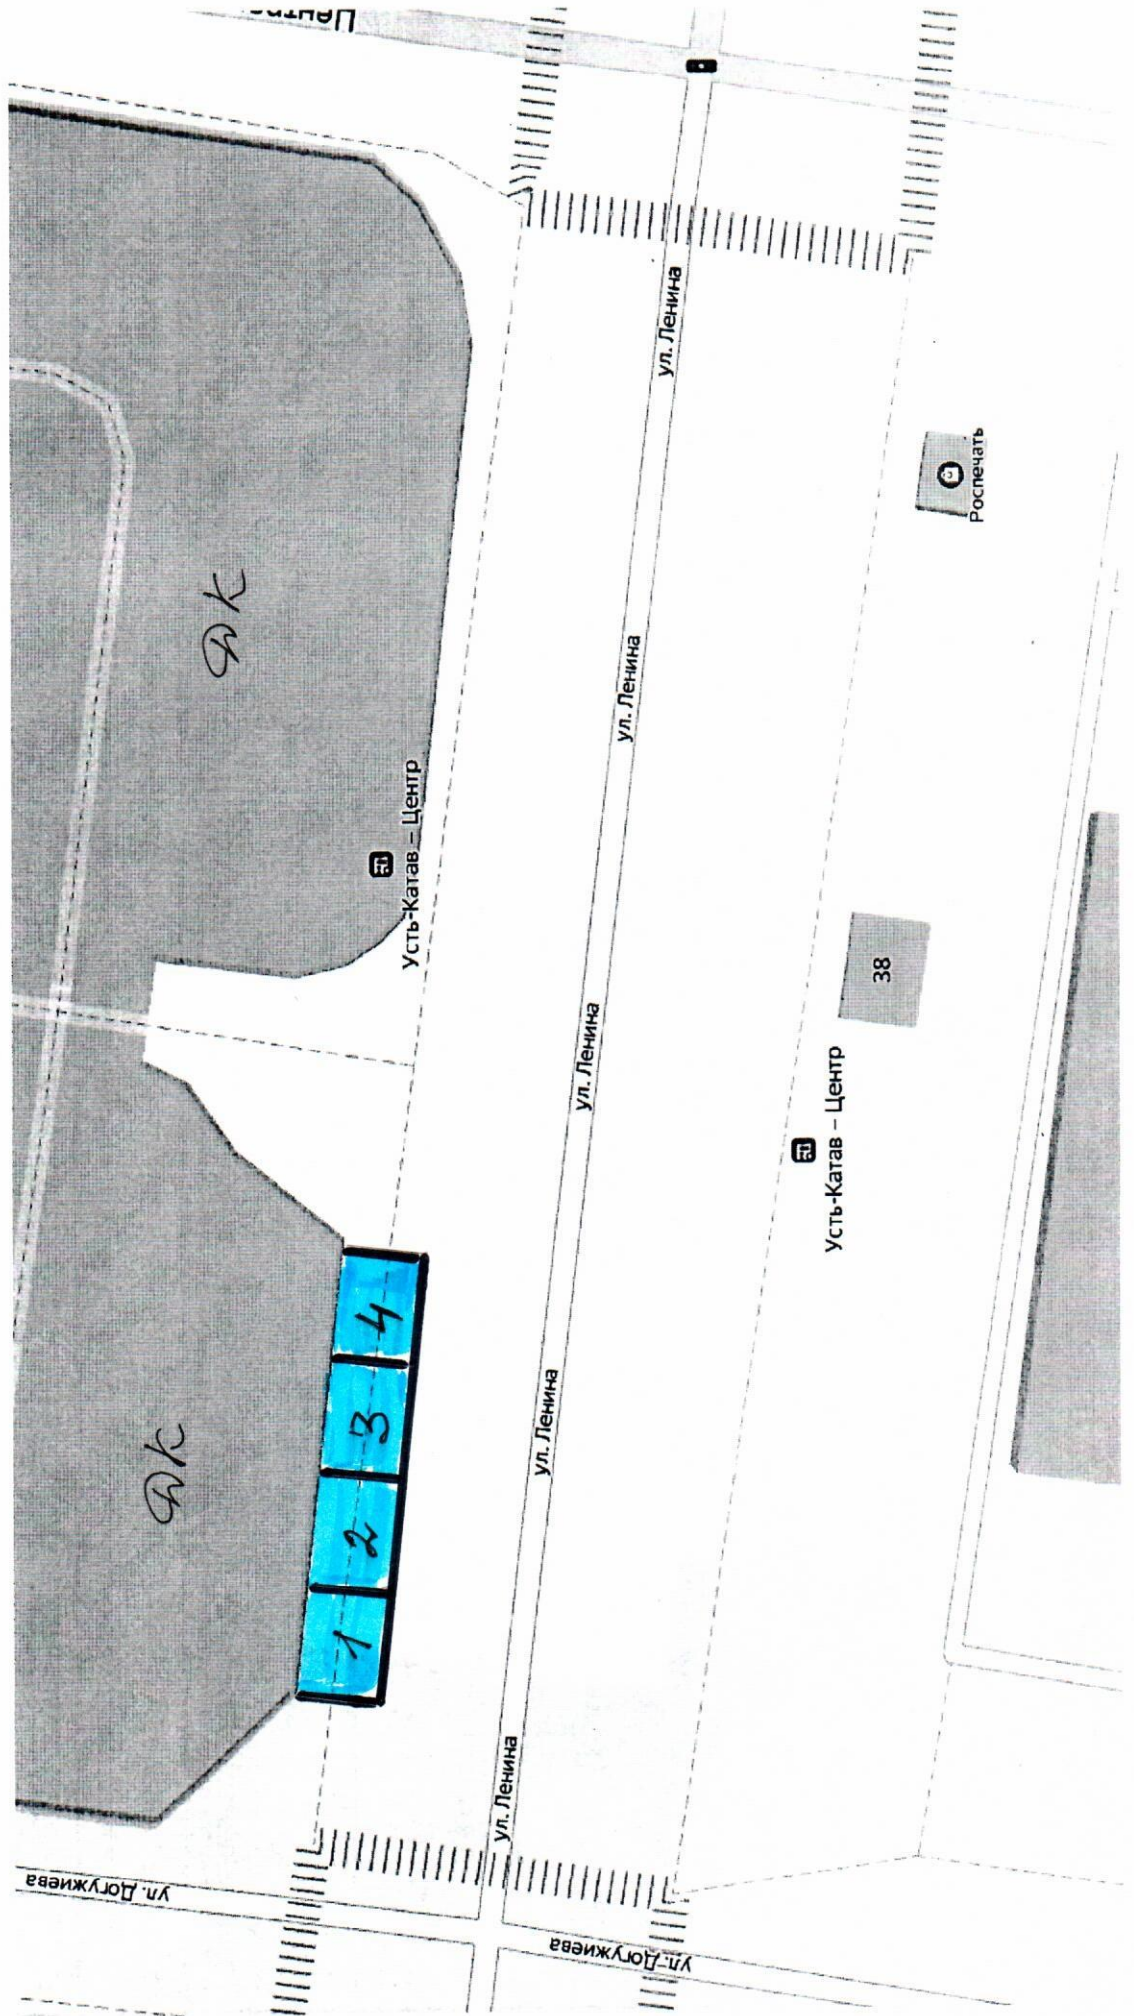 ДК
ДК
Усть-Катав – Центр
1
2
3
4
ул. Ленина
ул. Ленина
ул. Ленина
ул. Ленина
ул. Ленина
ул. Догужиева
ул. Догужиева
Усть-Катав – Центр
38
Роспечать